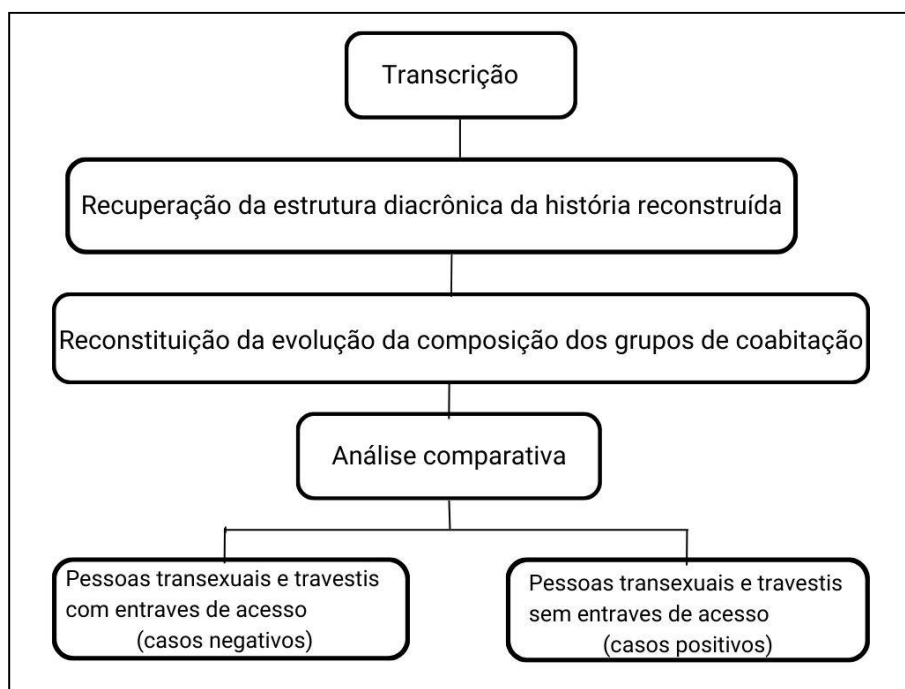 Transcrição
Recuperação da estrutura diacrônica da história reconstruída
Reconstituição da evolução da composição dos grupos de coabitação
Análise comparativa
Pessoas transexuais e travestis
com entraves de acesso
(casos negativos)
Pessoas transexuais e travestis
sem entraves de acesso
(casos positivos)